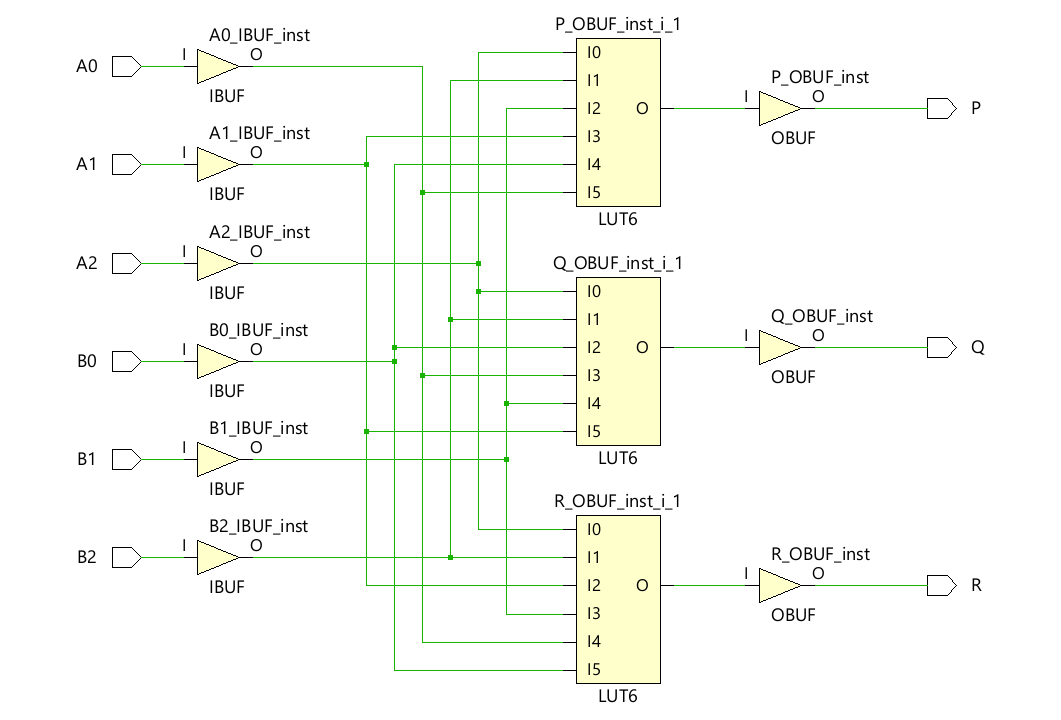 P_OBUF_inst_i_1
A0_IBUF_inst
A0
I
O
IBUF
I0
I1
I2
I3
I4
I5
O
LUT6
P_OBUF_inst
I
O
OBUF
P
A1_IBUF_inst
A1
I
O
IBUF
A2_IBUF_inst
A2
I
O
IBUF
Q_OBUF_inst_i_1
I0
I1
I2
I3
I4
I5
O
LUT6
Q_OBUF_inst
I
O
OBUF
Q
B0_IBUF_inst
B0
I
O
IBUF
B1_IBUF_inst
B1
I
O
IBUF
R_OBUF_inst_i_1
I0
I1
I2
I3
I4
I5
O
LUT6
R_OBUF_inst
I
O
OBUF
R
B2_IBUF_inst
B2
I
O
IBUF